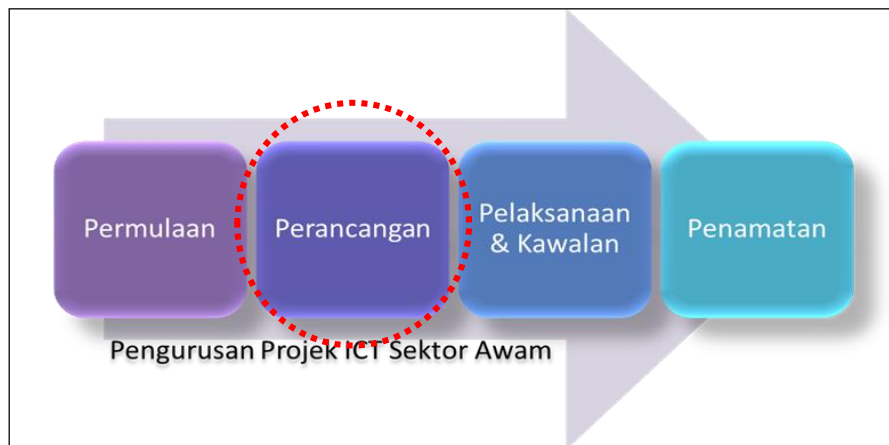 Permulaan
Perancangan
Pelaksanaan
& Kawalan
Penamatan
Pengurusan Projek ICT Sektor Awam